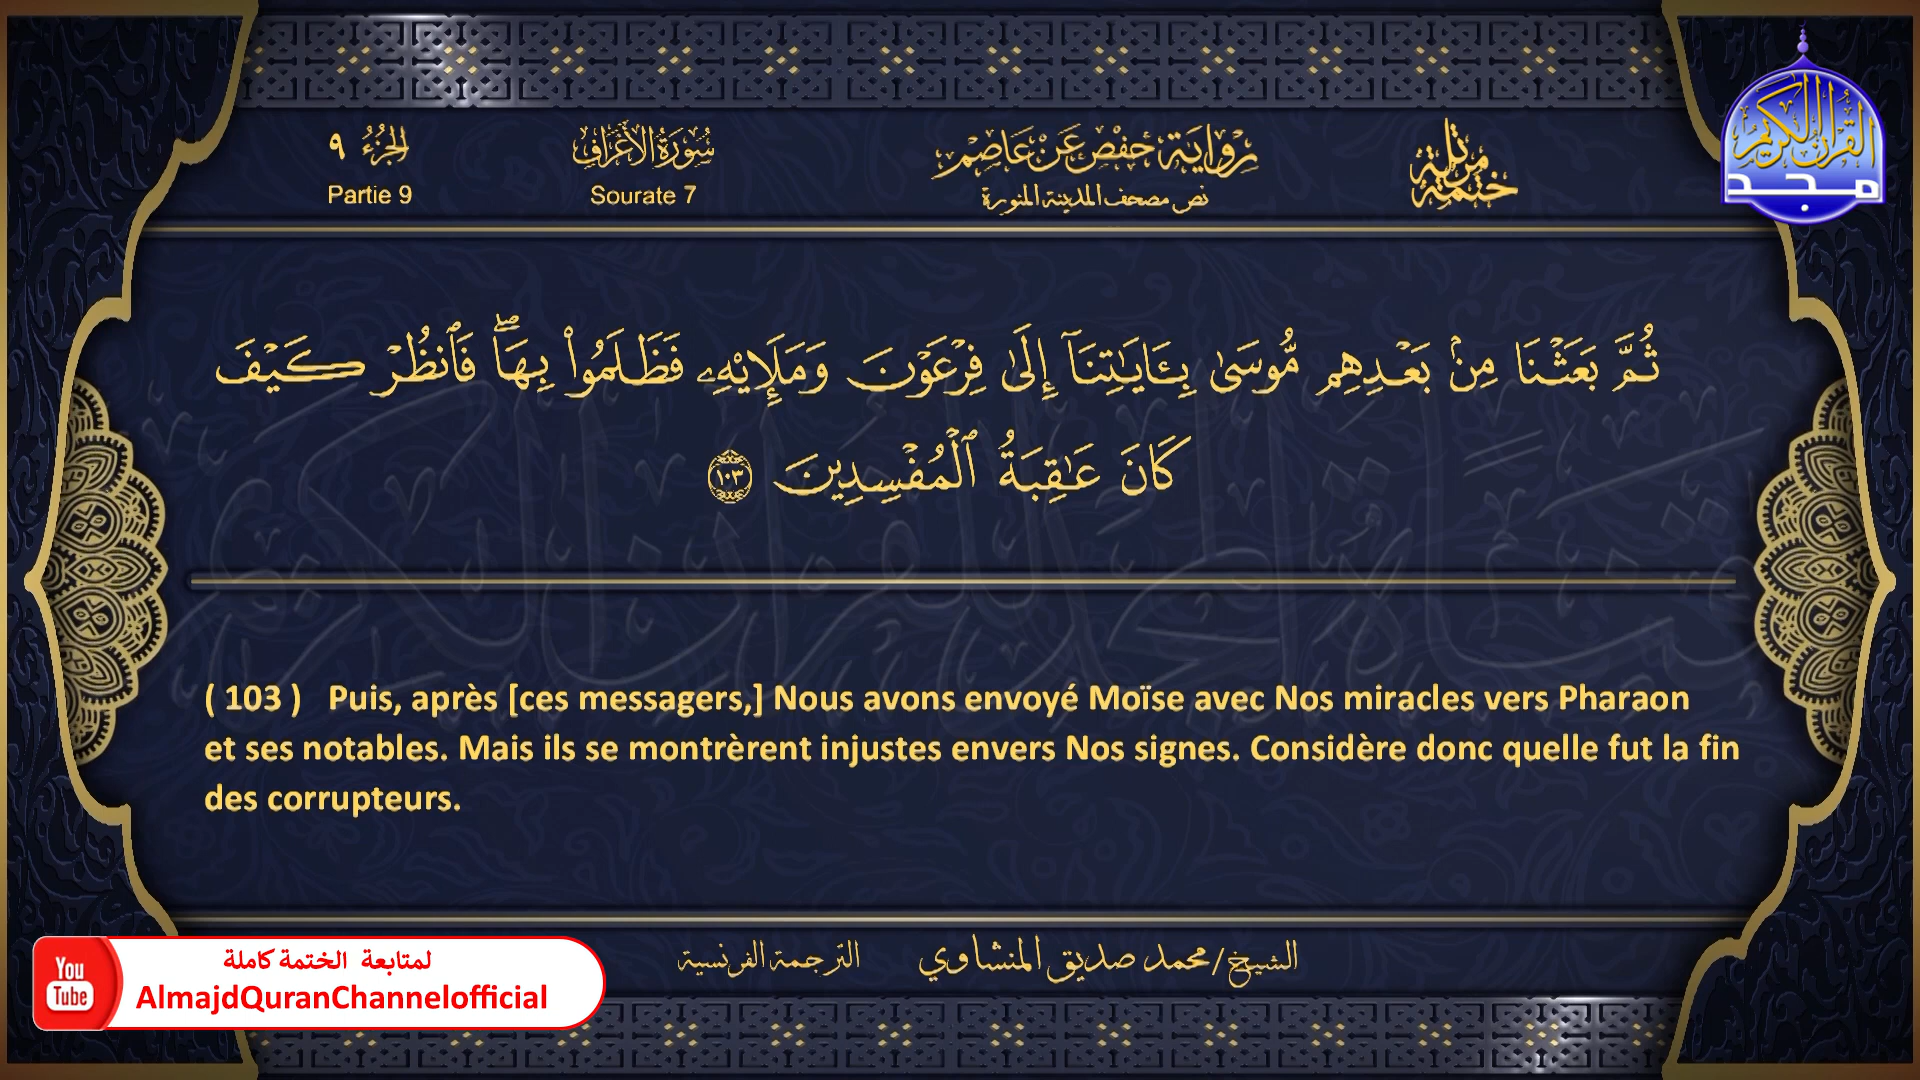 الجزء ٩
Partie 9
سورة الأعراف
Sourate 7
رواية حفص عن عاصم
نص مصحف المدينة المنورة
ختمة مرتلة
القرآن الكريم
مجد
ثُمَّ بَعَثْنَا مِنۢ بَعْدِهِم مُّوسَىٰ بِـَٔايَـٰتِنَآ إِلَىٰ فِرْعَوْنَ وَمَلَإِي۟هِۦ فَظَلَمُوا۟ بِهَا ۖ فَٱنظُرْ كَيْفَ
كَانَ عَـٰقِبَةُ ٱلْمُفْسِدِينَ ١٠٣
( 103 ) Puis, après [ces messagers,] Nous avons envoyé Moïse avec Nos miracles vers Pharaon
et ses notables. Mais ils se montrèrent injustes envers Nos signes. Considère donc quelle fut la fin
des corrupteurs.
الشيخ/محمد صديق المنشاوي
الترجمة الفرنسية
You
Tube
لمتابعة الختمة كاملة
AlmajdQuranChannelofficial